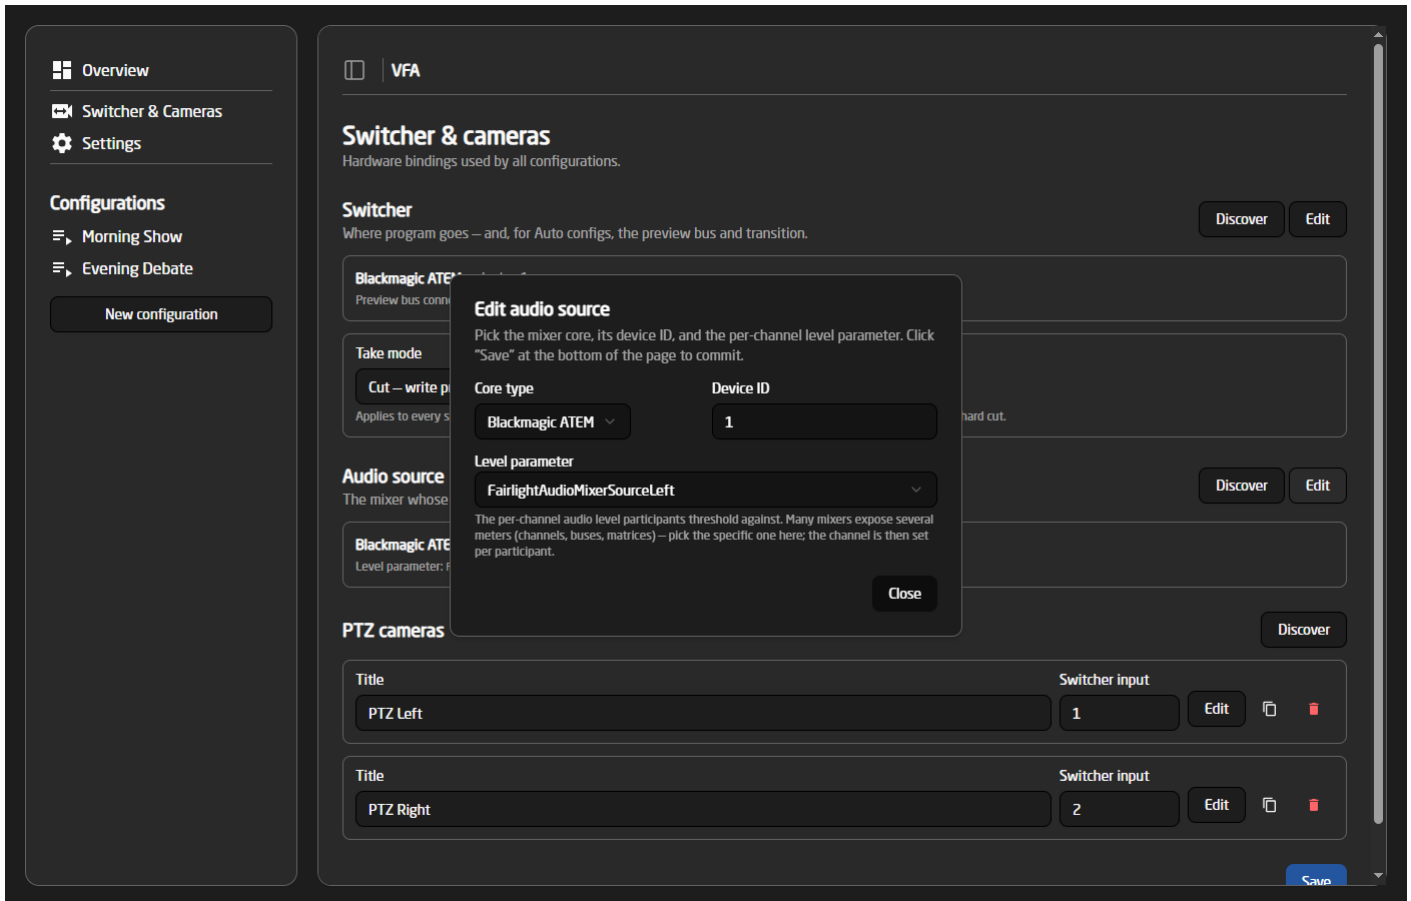 Overview
Switcher & Cameras
Settings
Configurations
Morning Show
Evening Debate
New configuration
VFA
Switcher & cameras
Hardware bindings used by all configurations.
Switcher
Where program goes – and, for Auto configs, the preview bus and transition.
Discover
Edit
Blackmagic
Preview bus
Take mode
Cut – write
Applies to every
hard cut.
Audio source
The mixer whose
Discover
Edit
Blackmagic
Level parameter:
Edit audio source
Pick the mixer core, its device ID, and the per-channel level parameter. Click
"Save" at the bottom of the page to commit.
Core type
Device ID
Blackmagic ATEM
1
Level parameter
FairlightAudioMixerSourceLeft
The per-channel audio level participants threshold against. Many mixers expose several
meters (channels, buses, matrices) – pick the specific one here; the channel is then set
per participant.
Close
PTZ cameras
Discover
Title
Switcher input
PTZ Left
1
Edit
Title
Switcher input
PTZ Right
2
Edit
Save